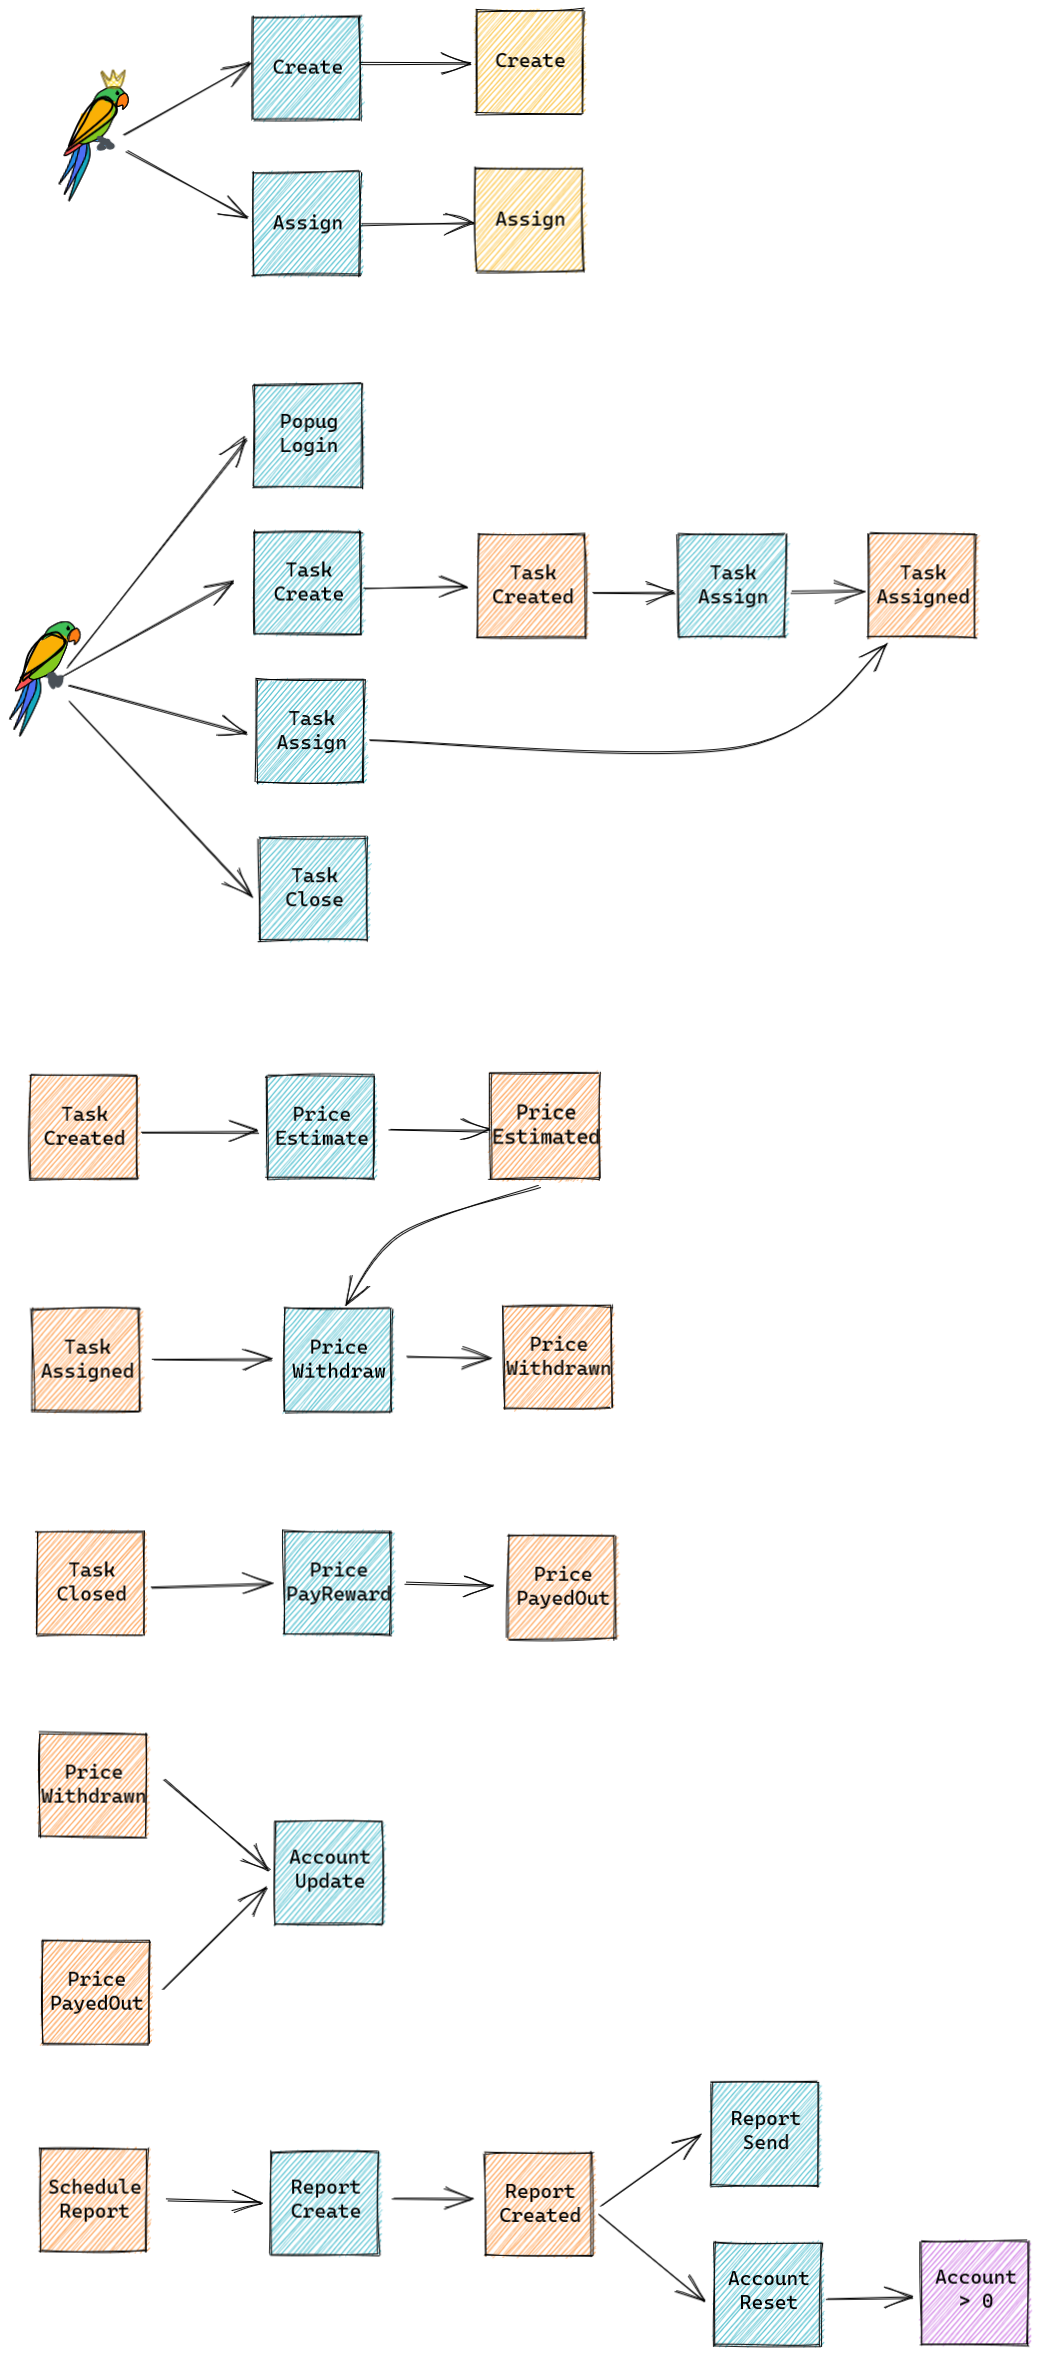 Create
Create
Assign
Assign
Popug
Login
Task
Create
Task
Created
Task
Assign
Task
Assigned
Task
Assign
Task
Close
Task
Created
Price
Estimate
Price
Estimated
Task
Assigned
Price
Withdraw
Price
Withdrawn
Task
Closed
Price
PayReward
Price
PayedOut
Price
Withdrawn
Account
Update
Price
PayedOut
Report
Send
Schedule
Report
Report
Create
Report
Created
Account
Reset
Account
> 0